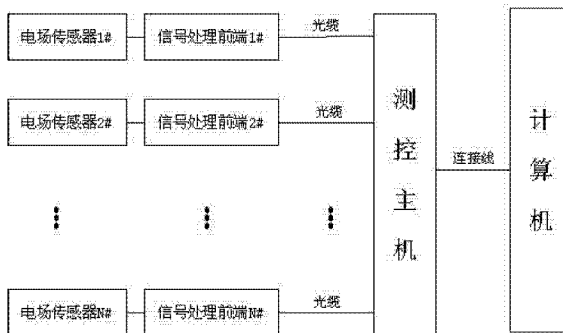 电场传感器1#
信号处理前端1#
光缆
电场传感器2#
信号处理前端2#
光缆
测控主机
连接线
计算机
电场传感器N#
信号处理前端N#
光缆